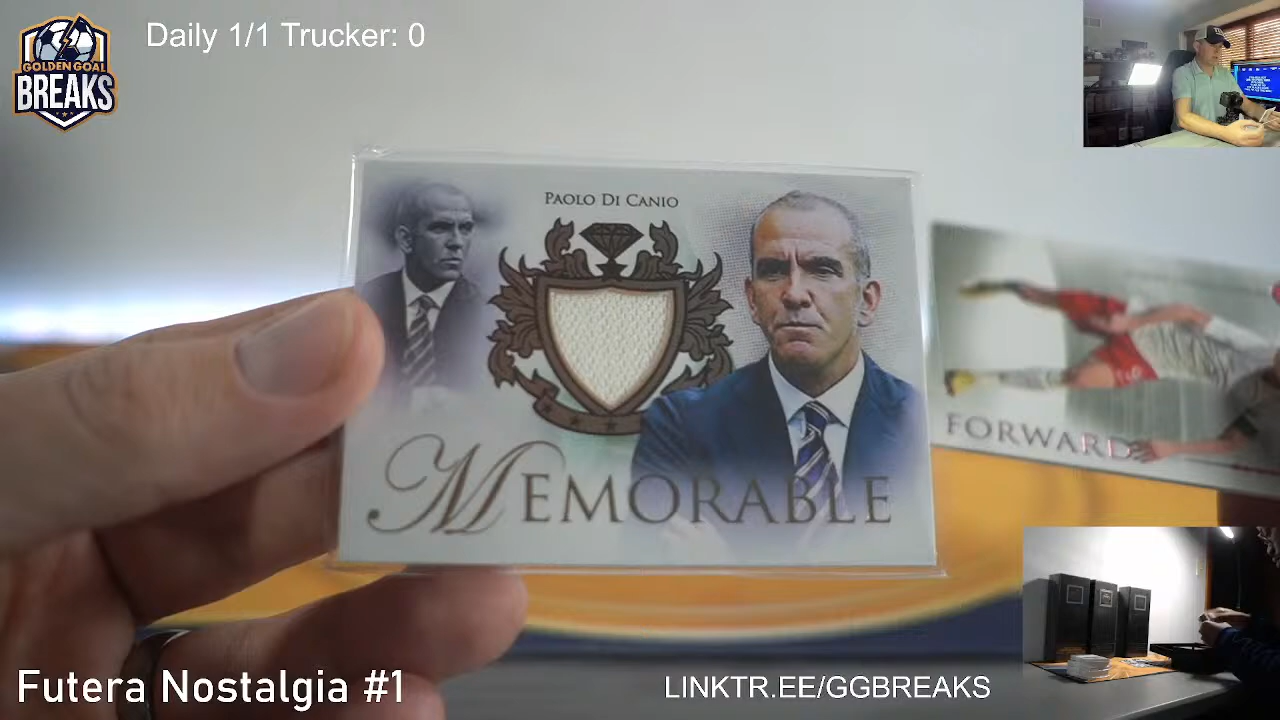 Daily 1/1 Trucker: 0
GOLDEN GOAL
BREAKS
PAOLO DI CANIO
MEMORABLE
FORWARD
Futera Nostalgia #1
LINKTR.EE/GGBREAKS